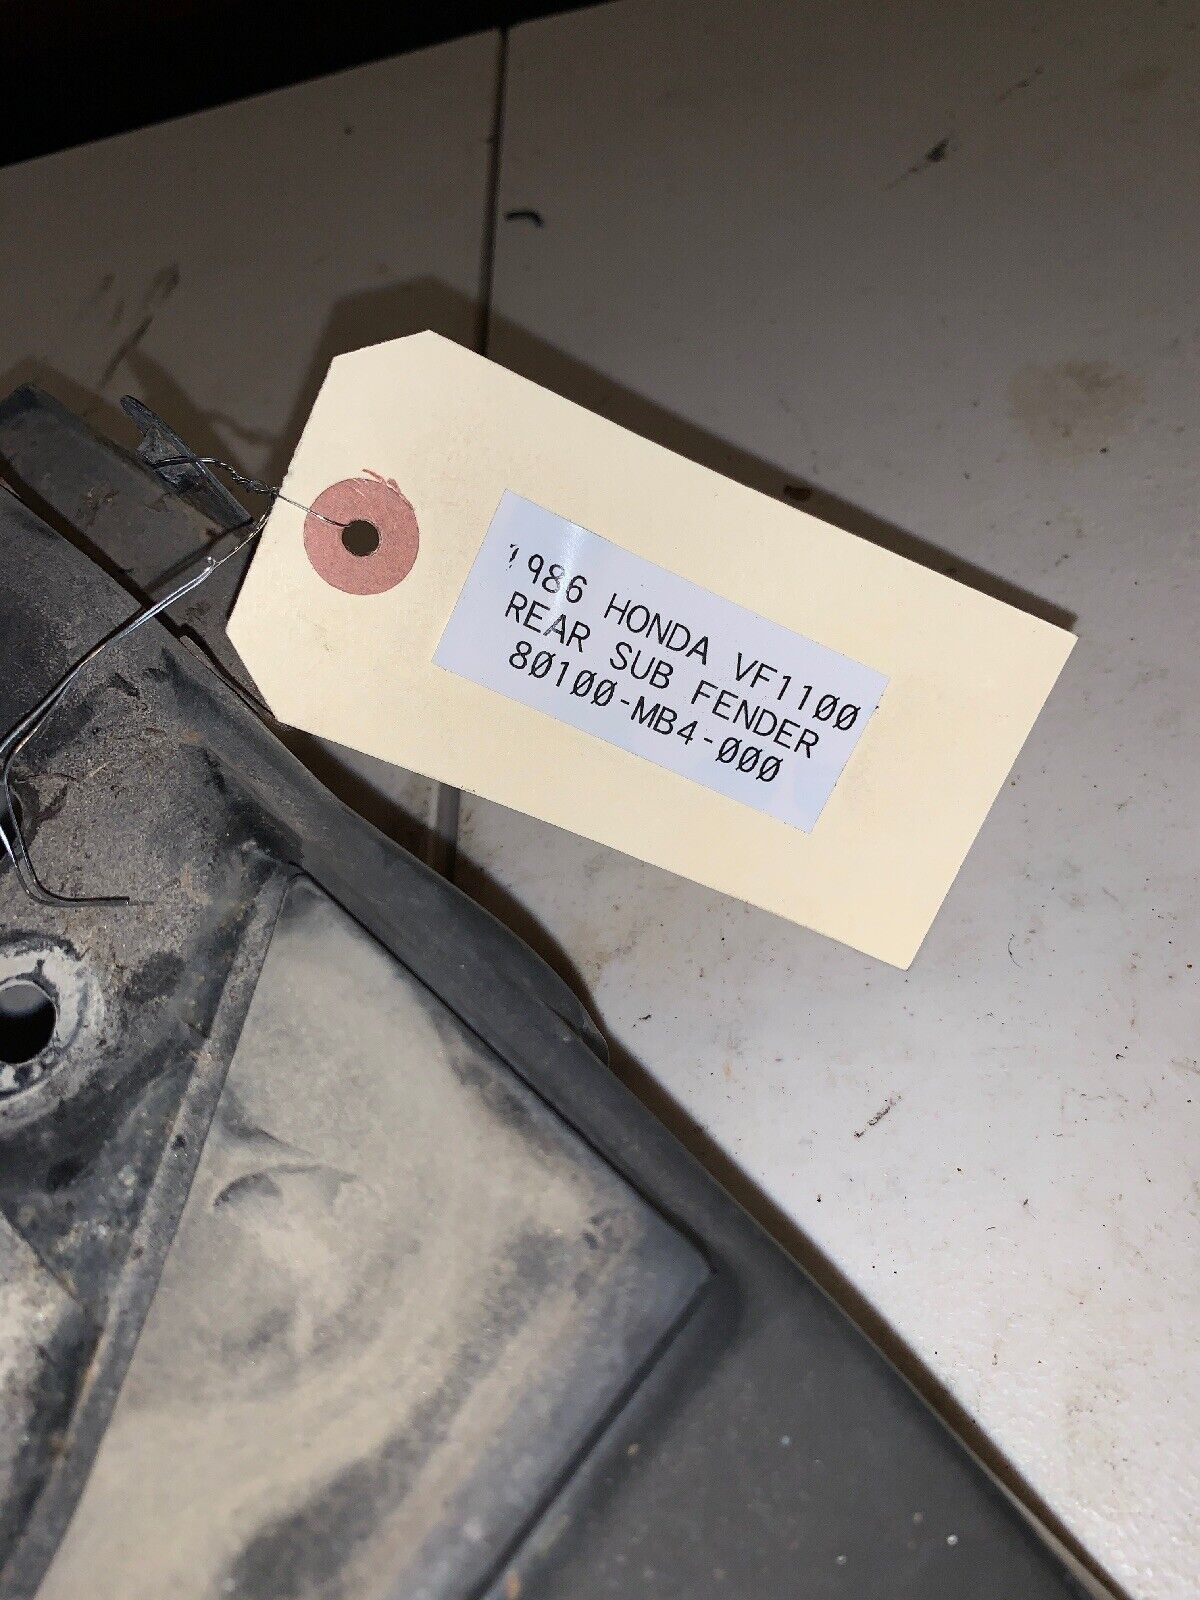 1986 HONDA VF1100
REAR SUB FENDER
80100-MB4-000